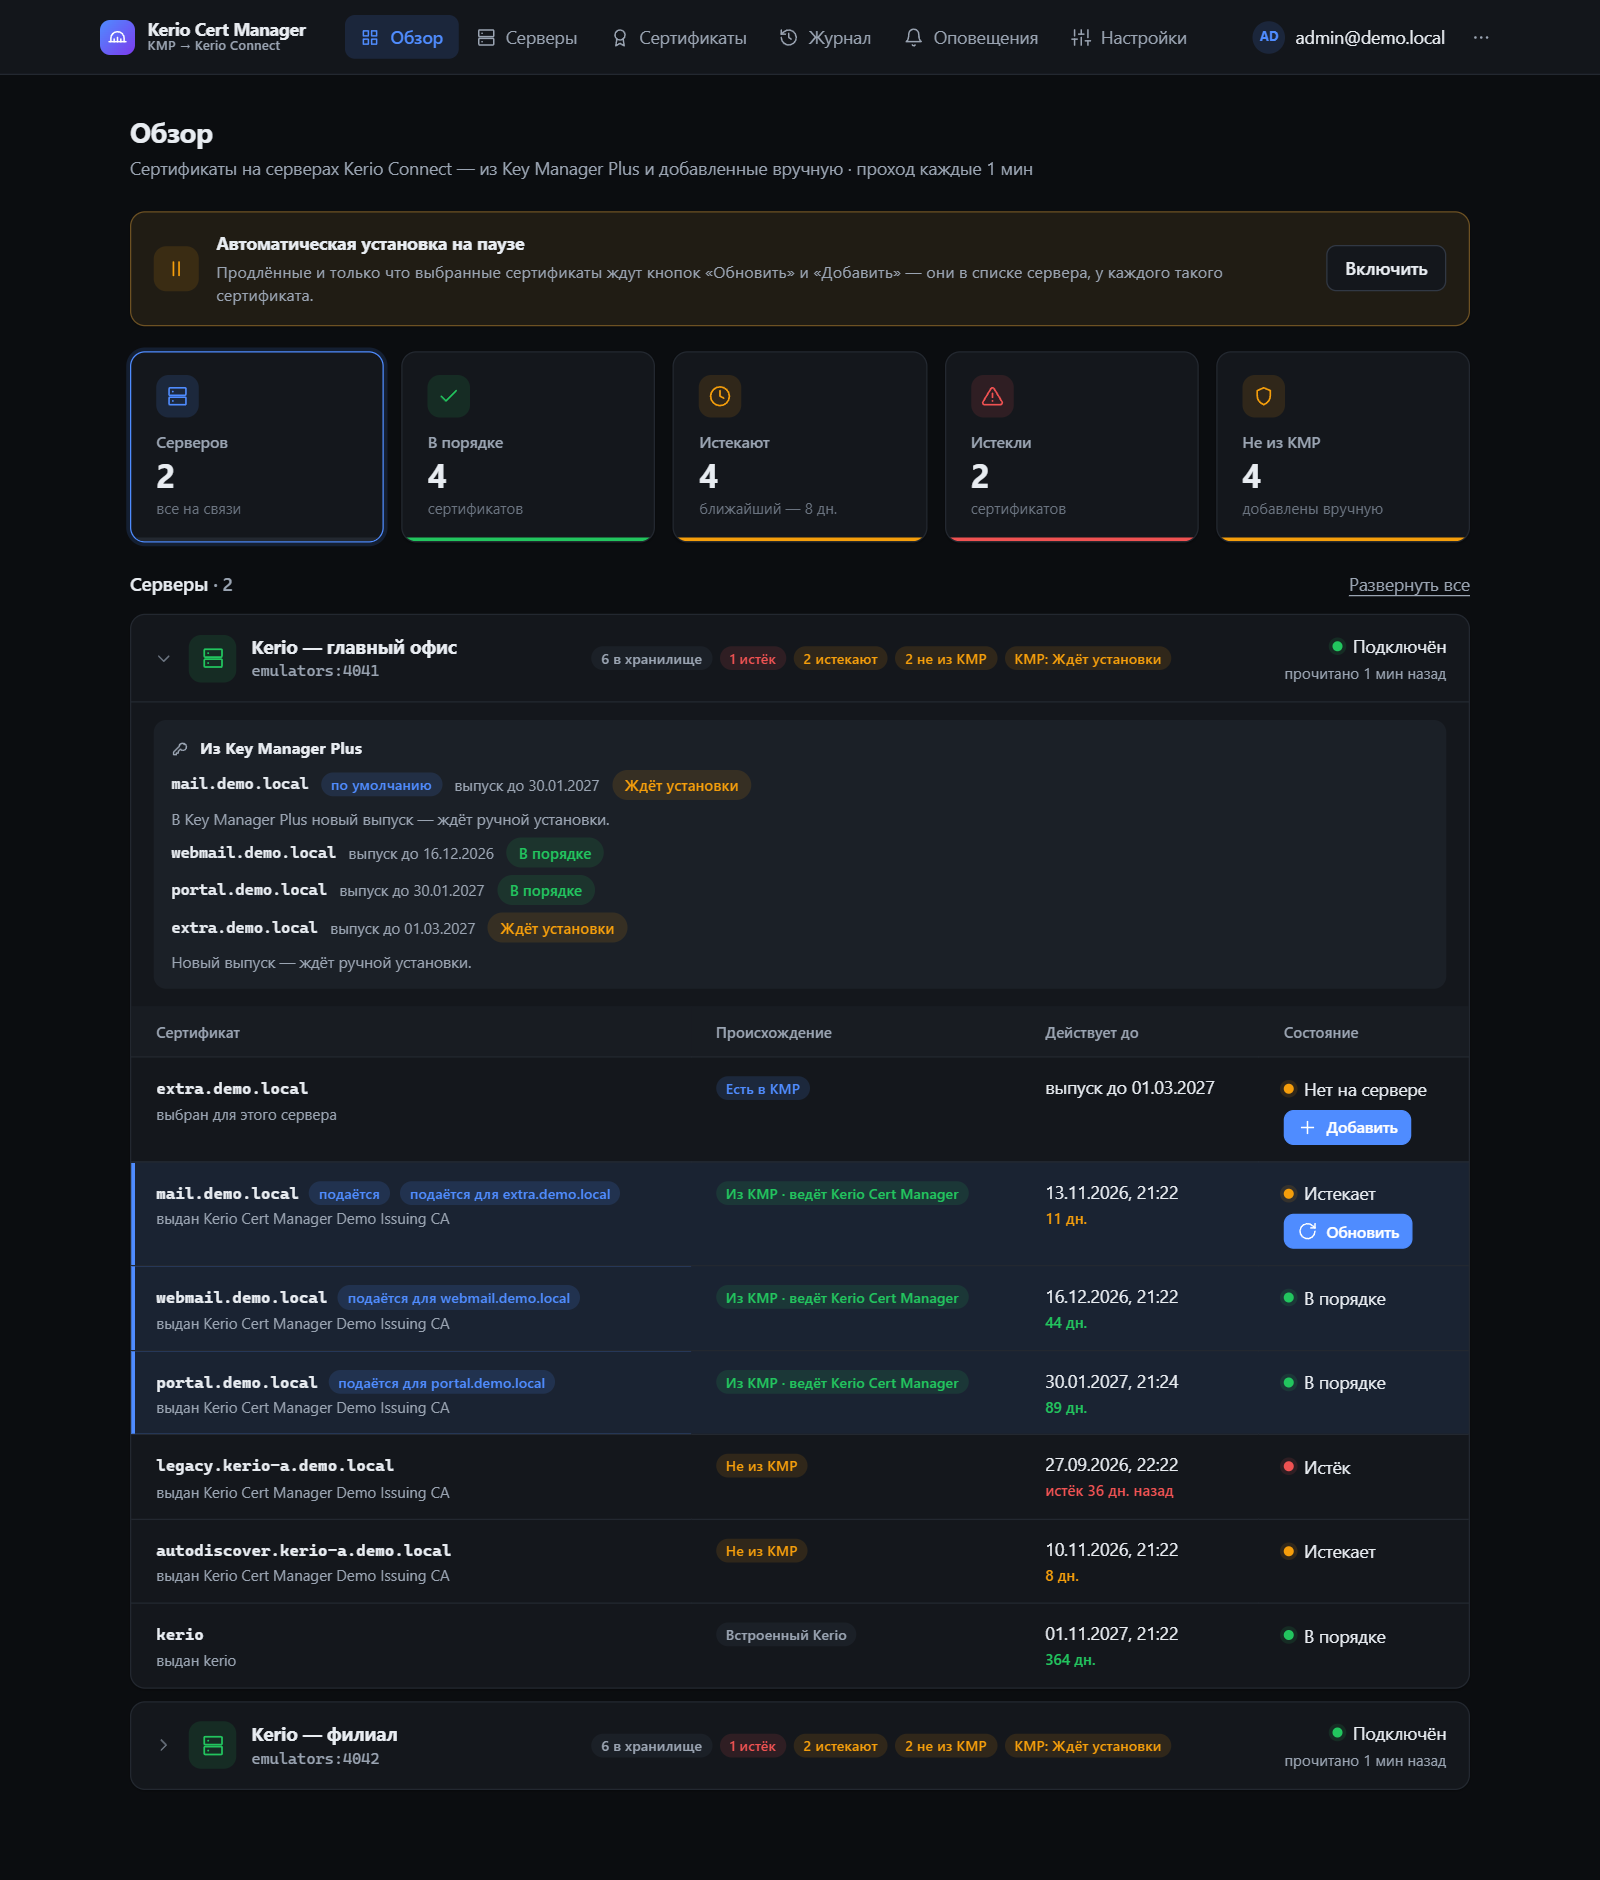 Kerio Cert Manager
KMP → Kerio Connect
Обзор
Серверы
Сертификаты
Журнал
Оповещения
Настройки
AD
admin@demo.local
Обзор
Сертификаты на серверах Kerio Connect — из Key Manager Plus и добавленные вручную · проход каждые 1 мин
Автоматическая установка на паузе
Продлённые и только что выбранные сертификаты ждут кнопок «Обновить» и «Добавить» — они в списке сервера, у каждого такого
сертификата.
Включить
Серверов
2
все на связи
В порядке
4
сертификатов
Истекают
4
ближайший — 8 дн.
Истекли
2
сертификатов
Не из KMP
4
добавлены вручную
Серверы · 2
Развернуть все
Kerio — главный офис
emulators:4041
6 в хранилище
1 истёк
2 истекают
2 не из KMP
KMP: Ждёт установки
Подключён
прочитано 1 мин назад
Из Key Manager Plus
mail.demo.local по умолчанию выпуск до 30.01.2027 Ждёт установки
В Key Manager Plus новый выпуск — ждёт ручной установки.
webmail.demo.local выпуск до 16.12.2026 В порядке
portal.demo.local выпуск до 30.01.2027 В порядке
extra.demo.local выпуск до 01.03.2027 Ждёт установки
Новый выпуск — ждёт ручной установки.
Сертификат Происхождение Действует до Состояние
extra.demo.local Есть в KMP выпуск до 01.03.2027 Нет на сервере
выбран для этого сервера
Добавить
mail.demo.local подаётся подаётся для extra.demo.local Из KMP · ведёт Kerio Cert Manager 13.11.2026, 21:22 Истекает
выдан Kerio Cert Manager Demo Issuing CA 11 дн.
Обновить
webmail.demo.local подаётся для webmail.demo.local Из KMP · ведёт Kerio Cert Manager 16.12.2026, 21:22 В порядке
выдан Kerio Cert Manager Demo Issuing CA 44 дн.
portal.demo.local подаётся для portal.demo.local Из KMP · ведёт Kerio Cert Manager 30.01.2027, 21:24 В порядке
выдан Kerio Cert Manager Demo Issuing CA 89 дн.
legacy.kerio-a.demo.local Не из KMP 27.09.2026, 22:22 Истёк
выдан Kerio Cert Manager Demo Issuing CA истёк 36 дн. назад
autodiscover.kerio-a.demo.local Не из KMP 10.11.2026, 21:22 Истекает
выдан Kerio Cert Manager Demo Issuing CA 8 дн.
kerio Встроенный Kerio 01.11.2027, 21:22 В порядке
выдан kerio 364 дн.
Kerio — филиал
emulators:4042
6 в хранилище
1 истёк
2 истекают
2 не из KMP
KMP: Ждёт установки
Подключён
прочитано 1 мин назад